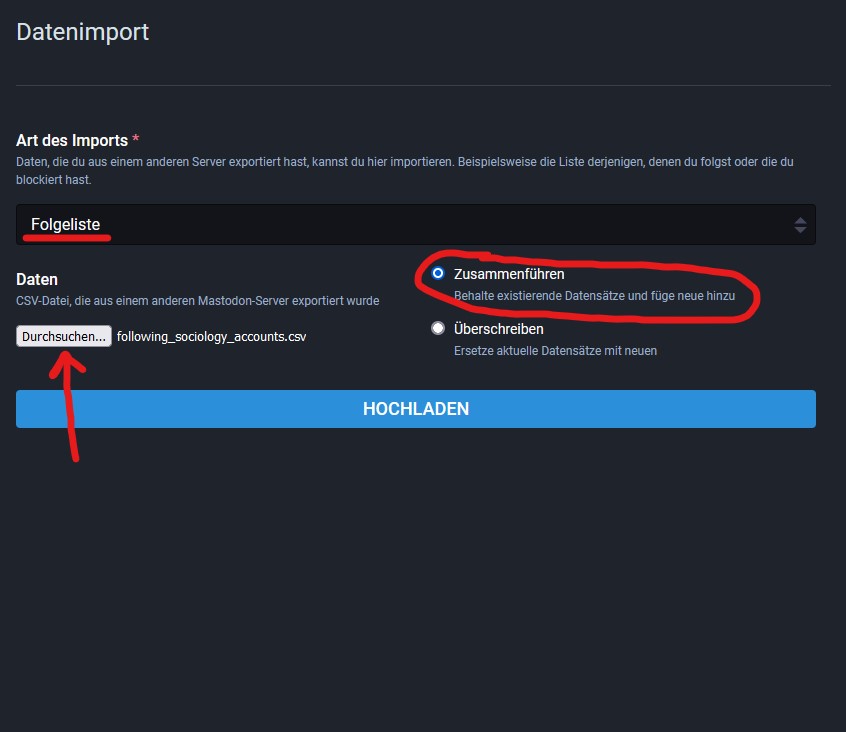 Datenimport
Art des Imports *
Daten, die du aus einem anderen Server exportiert hast, kannst du hier importieren. Beispielsweise die Liste derjenigen, denen du folgst oder die du
blockiert hast.
Folgeliste
Daten
CSV-Datei, die aus einem anderen Mastodon-Server exportiert wurde
Durchsuchen... following_sociology_accounts.csv
Zusammenführen
Behalte existierende Datensätze und füge neue hinzu
Überschreiben
Ersetze aktuelle Datensätze mit neuen
HOCHLADEN